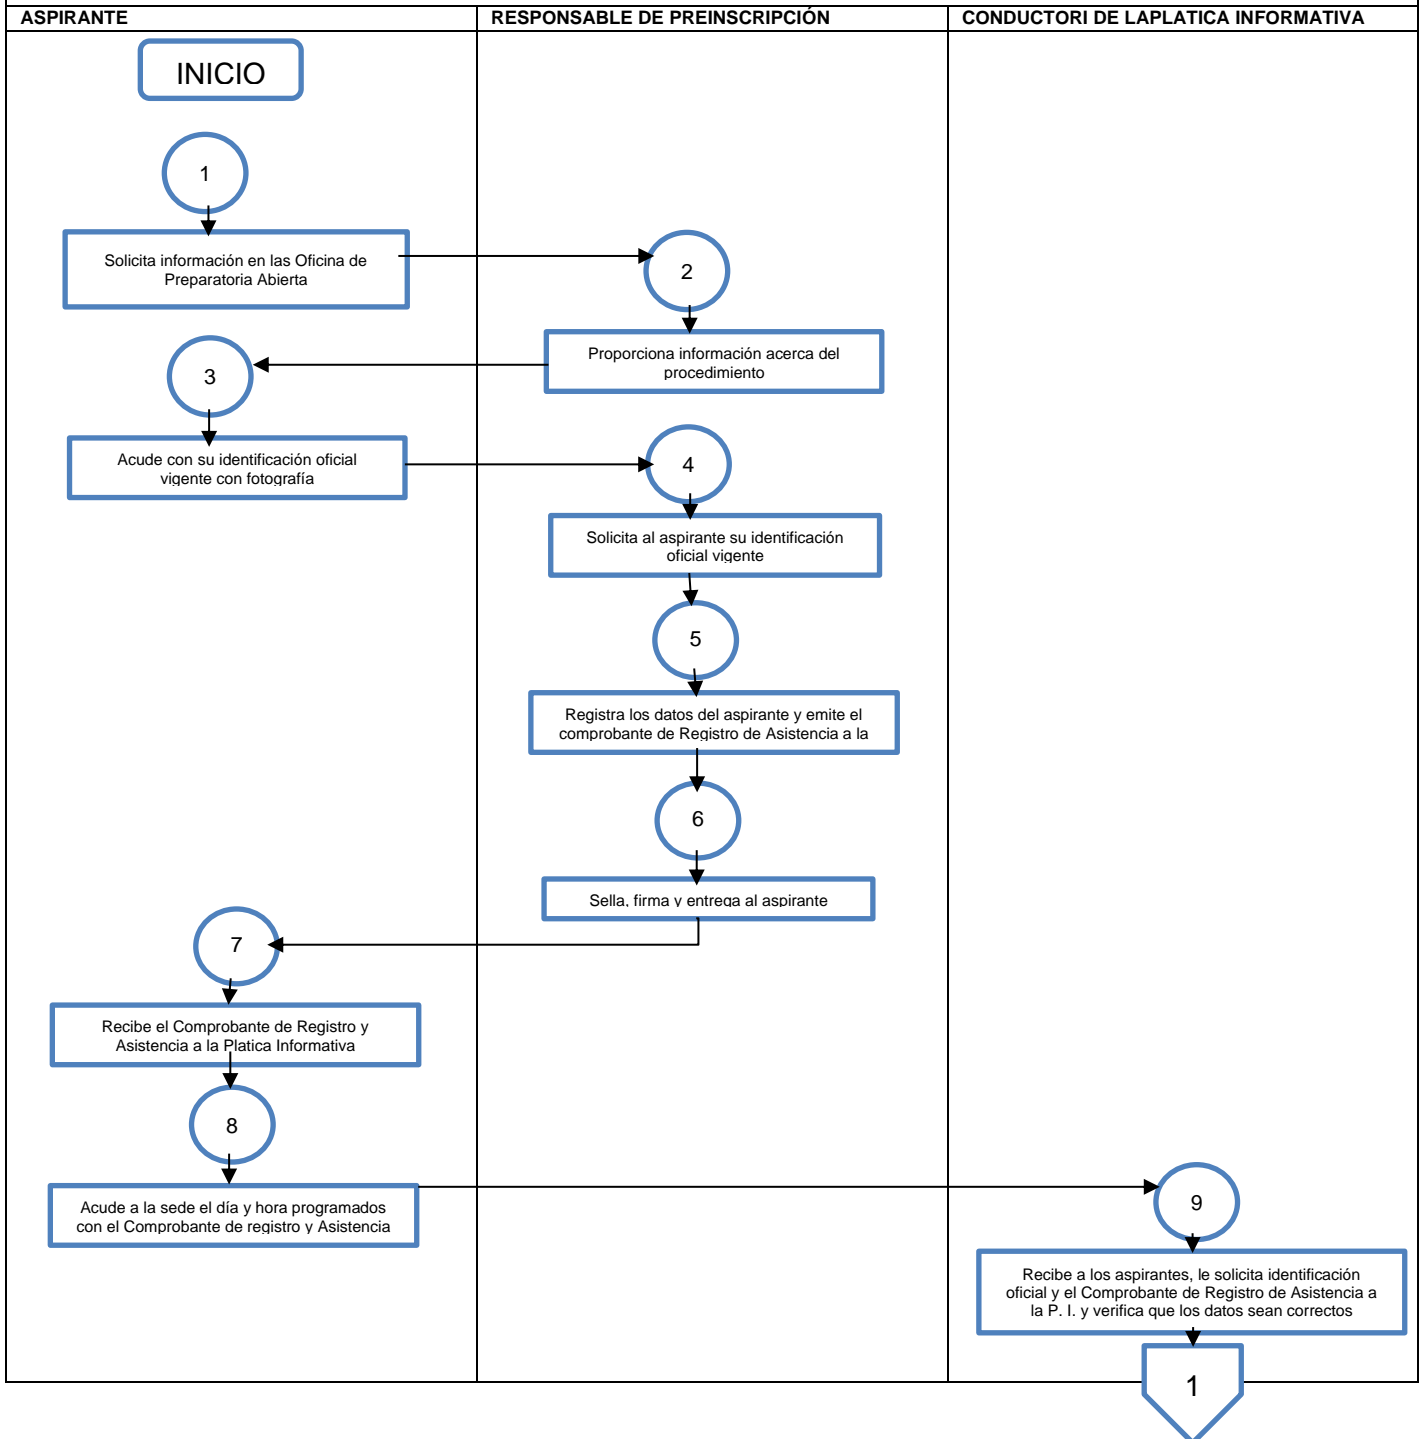 ASPIRANTE
RESPONSABLE DE PREINSCRIPCIÓN
CONDUCTORI DE LAPLATICA INFORMATIVA
INICIO
1
Solicita información en las Oficina de
Preparatoria Abierta
2
Proporciona información acerca del
procedimiento
3
Acude con su identificación oficial
vigente con fotografía
4
Solicita al aspirante su identificación
oficial vigente
5
Registra los datos del aspirante y emite el
comprobante de Registro de Asistencia a la
6
Sella, firma y entrega al aspirante
7
Recibe el Comprobante de Registro y
Asistencia a la Platica Informativa
8
Acude a la sede el día y hora programados
con el Comprobante de registro y Asistencia
9
Recibe a los aspirantes, le solicita identificación
oficial y el Comprobante de Registro de Asistencia a
la P. I. y verifica que los datos sean correctos
1